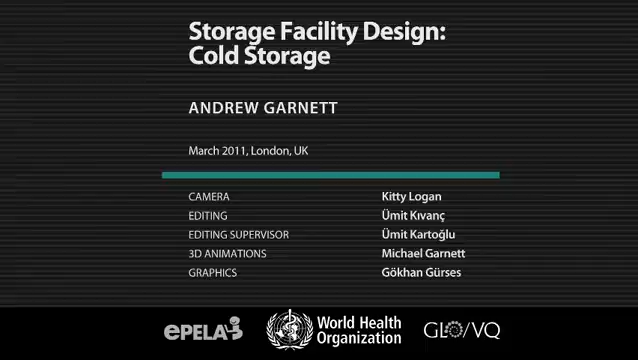 Storage Facility Design:
Cold Storage
ANDREW GARNETT
March 2011, London, UK
CAMERA Kitty Logan
EDITING Ümit Kıvanç
EDITING SUPERVISOR Ümit Kartoğlu
3D ANIMATIONS Michael Garnett
GRAPHICS Gökhan Gürses
ePELA World Health Organization GLO/VQ